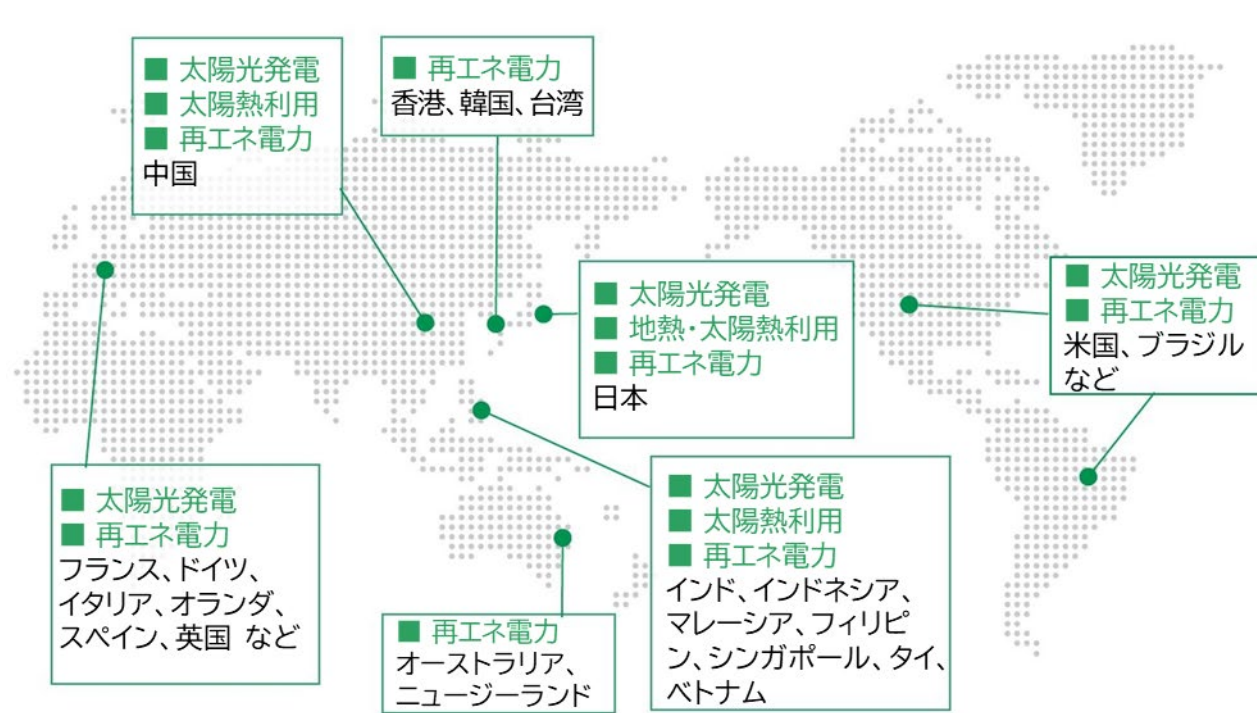 ■ 太陽光発電
■ 太陽熱利用
■ 再エネ電力
中国
■ 再エネ電力
香港、韓国、台湾
■ 太陽光発電
■ 地熱・太陽熱利用
■ 再エネ電力
日本
■ 太陽光発電
■ 再エネ電力
米国、ブラジル
など
■ 太陽光発電
■ 再エネ電力
フランス、ドイツ、
イタリア、オランダ、
スペイン、英国 など
■ 再エネ電力
オーストラリア、
ニュージーランド
■ 太陽光発電
■ 太陽熱利用
■ 再エネ電力
インド、インドネシア、
マレーシア、フィリピ
ン、シンガポール、タイ、
ベトナム